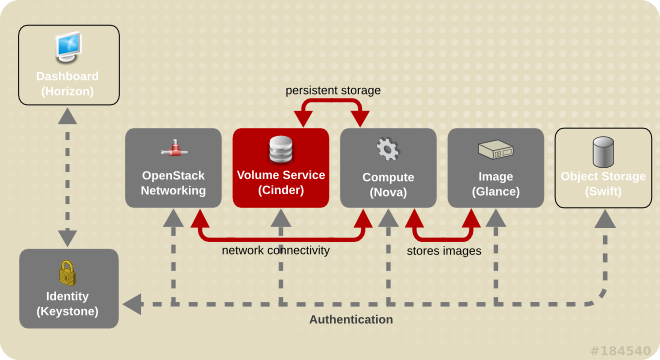 Dashboard
(Horizon)
persistent storage
OpenStack
Networking
Volume Service
(Cinder)
Compute
(Nova)
Image
(Glance)
Object Storage
(Swift)
network connectivity
stores images
Identity
(Keystone)
Authentication
#184540